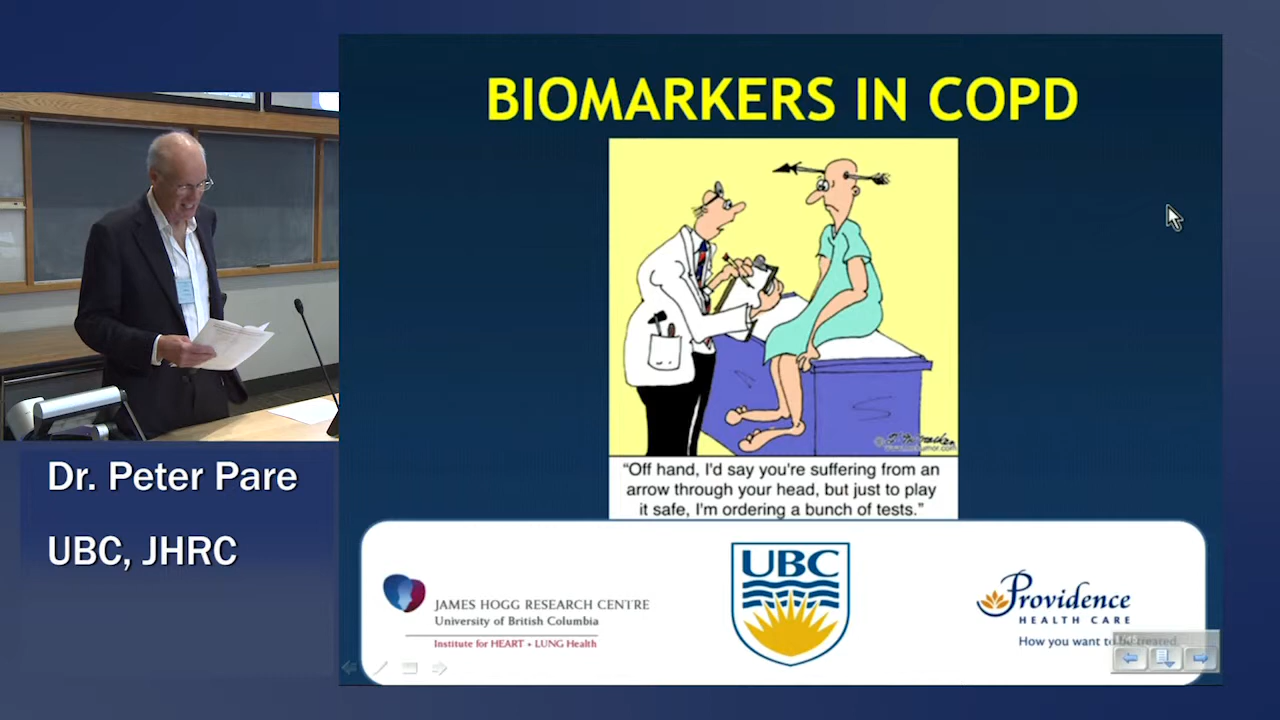 BIOMARKERS IN COPD
“Off hand, I'd say you're suffering from an
arrow through your head, but just to play
it safe, I'm ordering a bunch of tests.”
Dr. Peter Pare
UBC, JHRC
JAMES HOGG RESEARCH CENTRE
University of British Columbia
Institute for HEART + LUNG Health
UBC
Providence
HEALTH CARE
How you want to be treated.